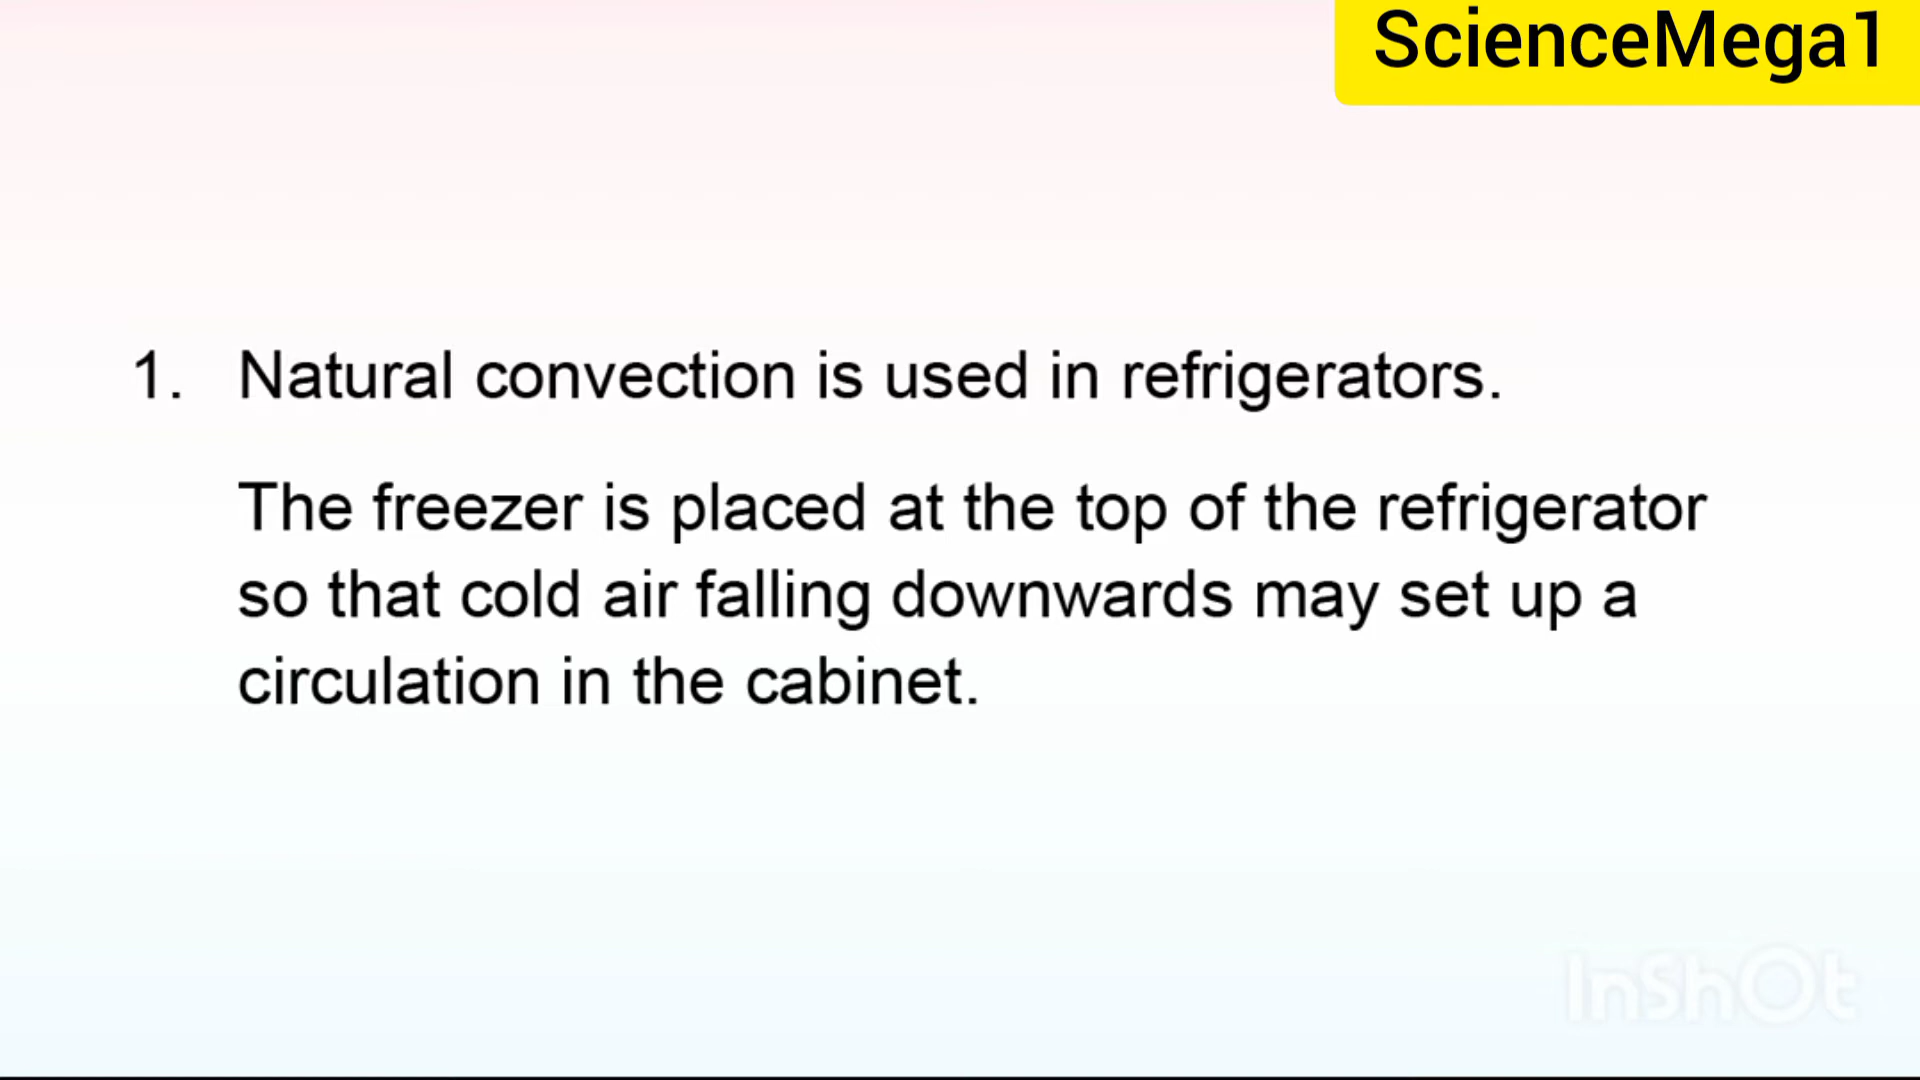 ScienceMega1
1. Natural convection is used in refrigerators.
The freezer is placed at the top of the refrigerator
so that cold air falling downwards may set up a
circulation in the cabinet.
InShOt